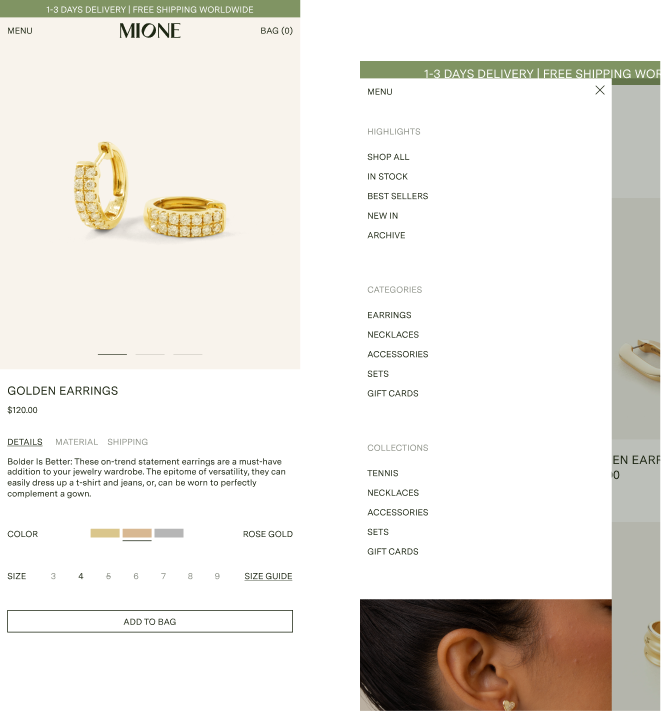 1-3 DAYS DELIVERY | FREE SHIPPING WORLDWIDE
MENU
MIONE
BAG (0)
GOLDEN EARRINGS
$120.00
DETAILS MATERIAL SHIPPING
Bolder Is Better: These on-trend statement earrings are a must-have
addition to your jewelry wardrobe. The epitome of versatility, they can
easily dress up a t-shirt and jeans, or, can be worn to perfectly
complement a gown.
COLOR ROSE GOLD
SIZE 3 4 5 6 7 8 9 SIZE GUIDE
ADD TO BAG
1-3 DAYS DELIVERY | FREE SHIPPING WOR
MENU
HIGHLIGHTS
SHOP ALL
IN STOCK
BEST SELLERS
NEW IN
ARCHIVE
CATEGORIES
EARRINGS
NECKLACES
ACCESSORIES
SETS
GIFT CARDS
COLLECTIONS
TENNIS
NECKLACES
ACCESSORIES
SETS
GIFT CARDS
EN EARR
00